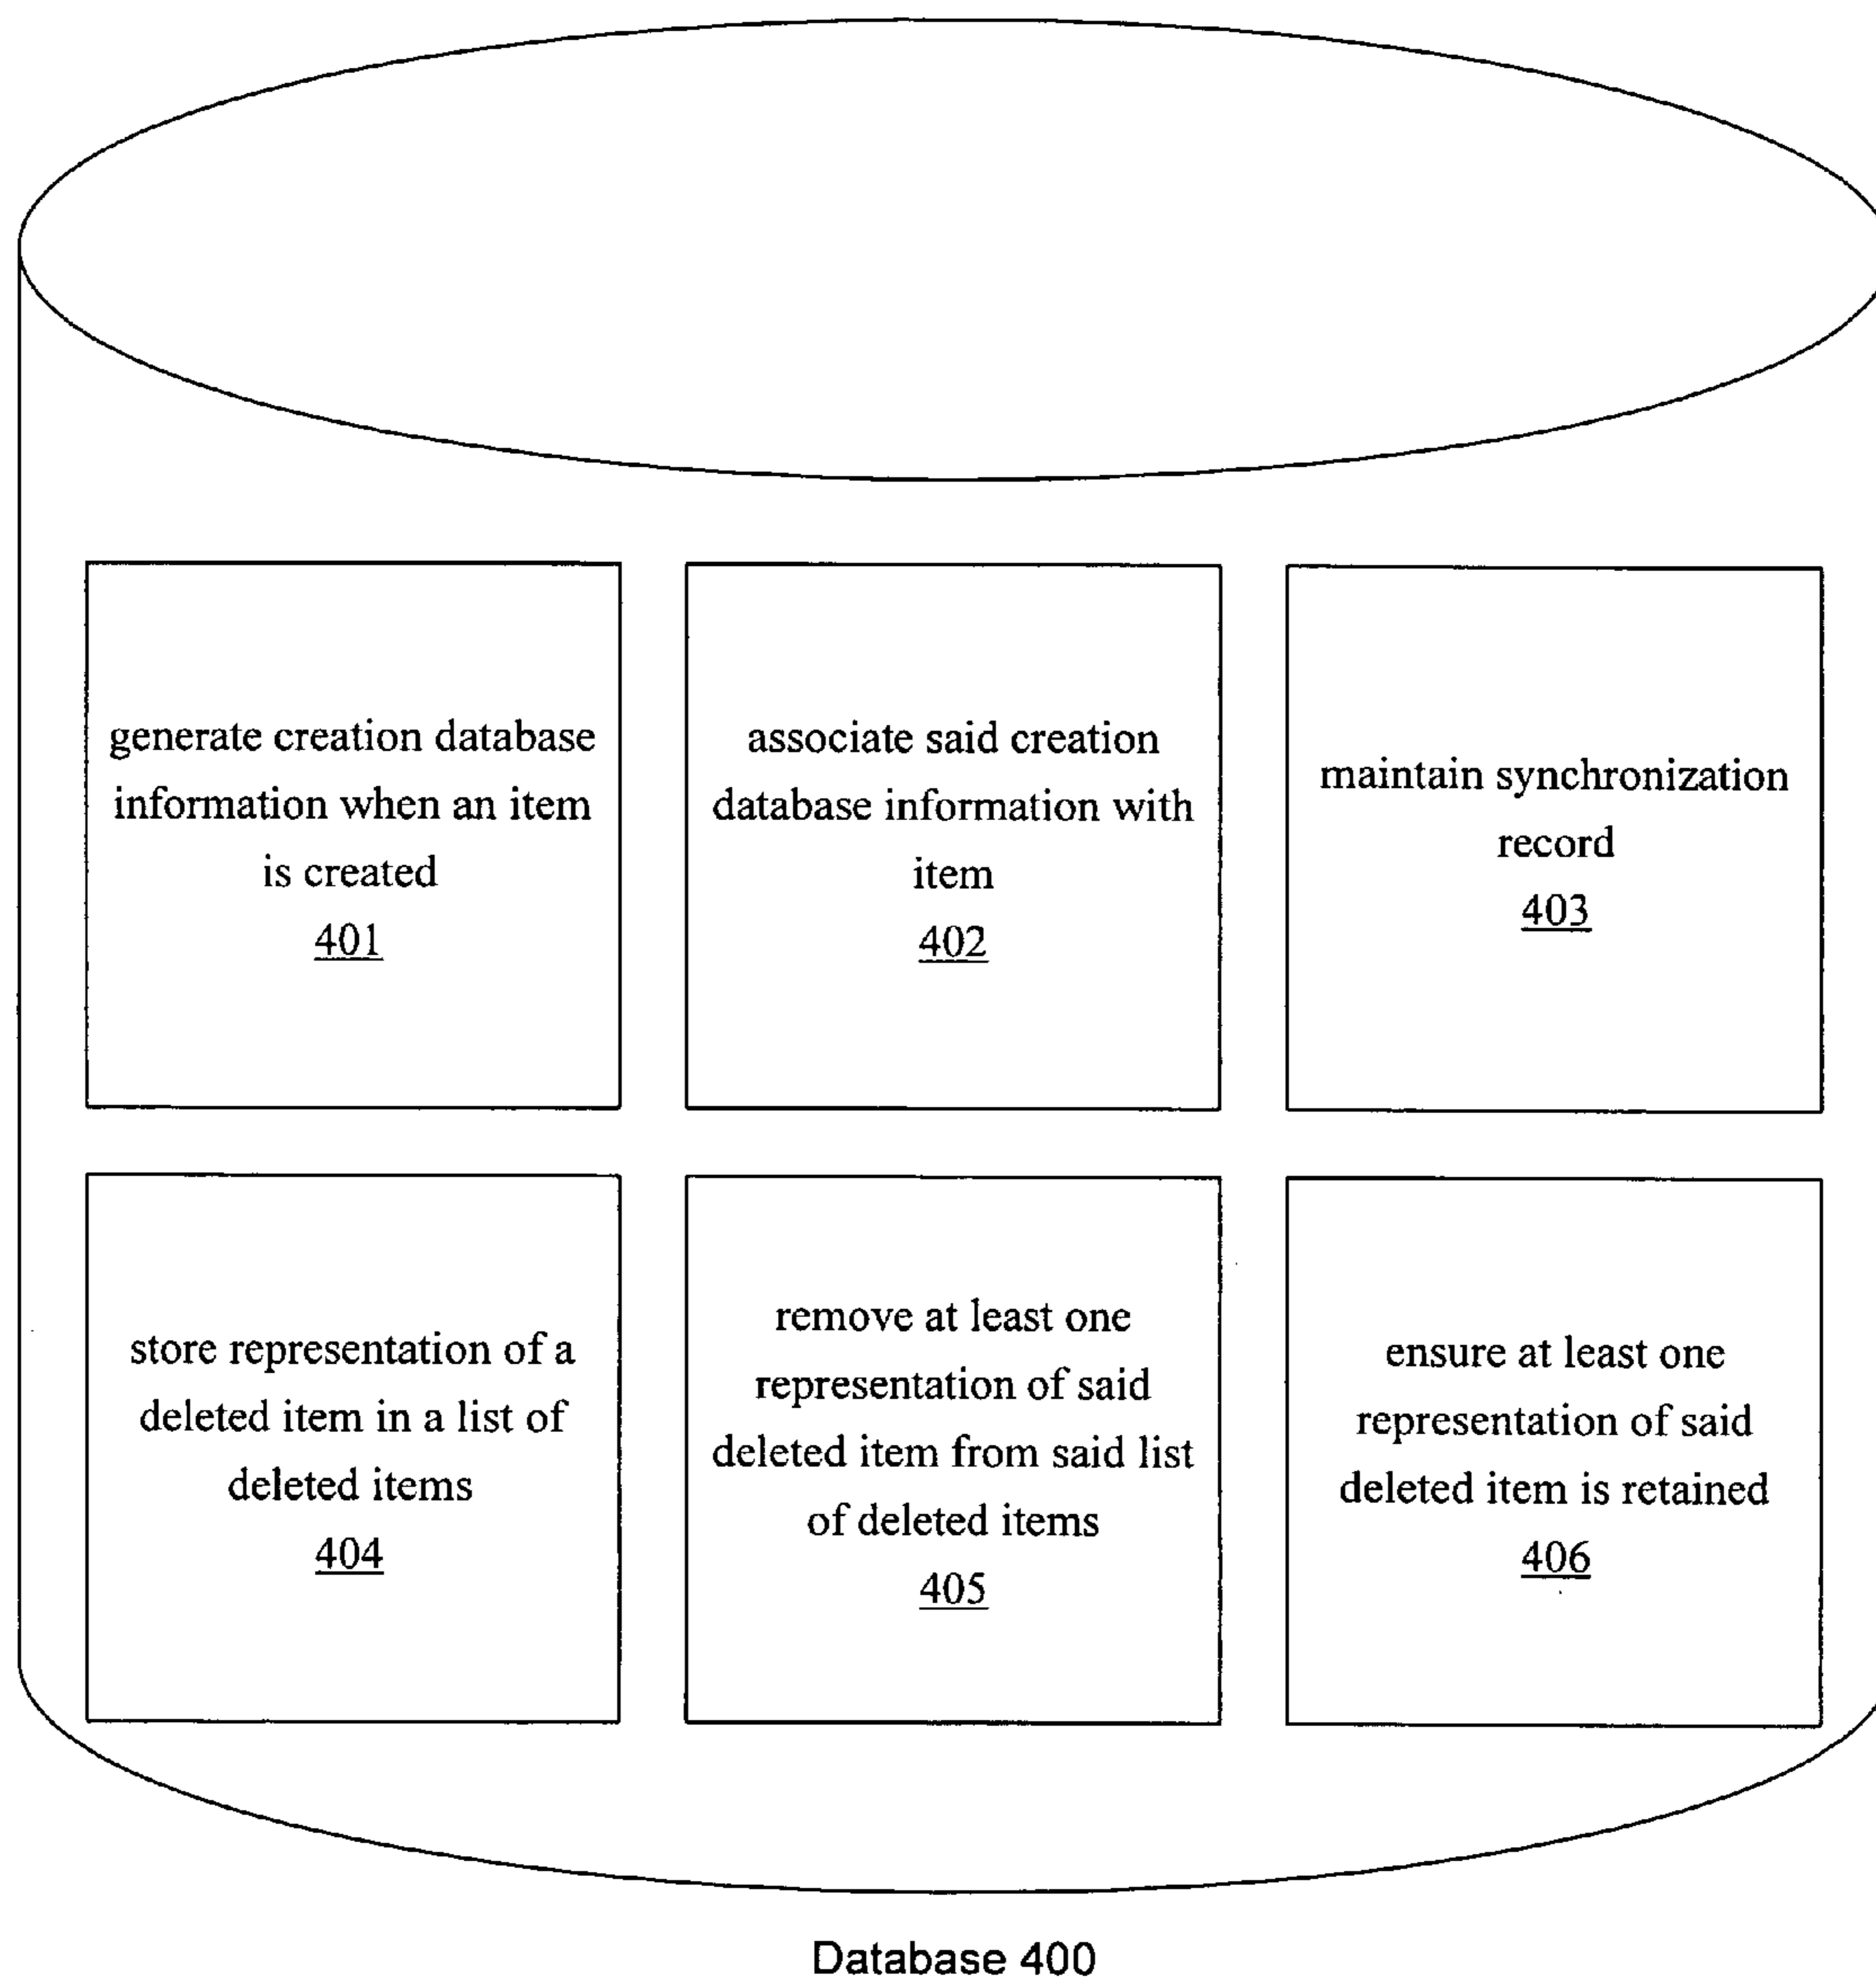 generate creation database
information when an item
is created
401
associate said creation
database information with
item
402
maintain synchronization
record
403
store representation of a
deleted item in a list of
deleted items
404
remove at least one
representation of said
deleted item from said list
of deleted items
405
ensure at least one
representation of said
deleted item is retained
406
Database 400